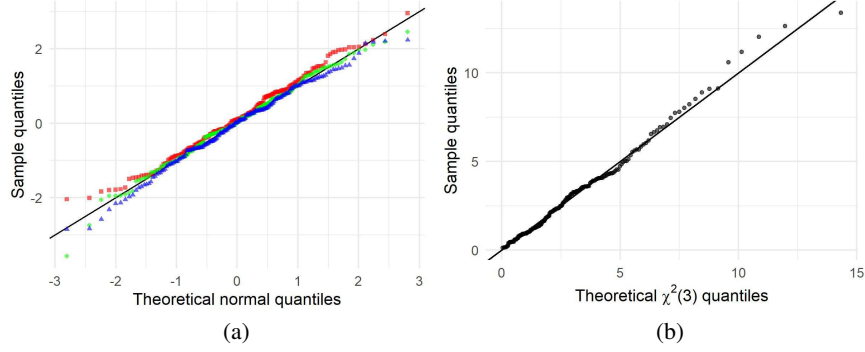 2
0
-2
Sample quantiles
-3
-2
-1
0
1
2
3
Theoretical normal quantiles
(a)
10
5
0
Sample quantiles
0
5
10
15
Theoretical χ²(3) quantiles
(b)